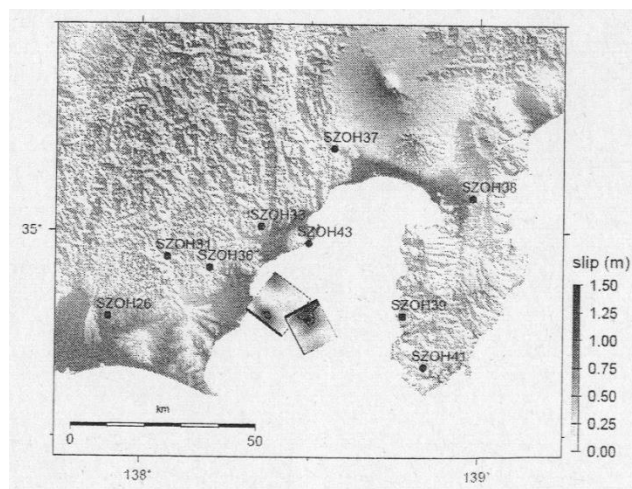 SZOH37
SZOH38
SZOH33
35°
SZOH43
SZOH31
SZOH36
slip (m)
1.50
SZOH26
SZOH39
1.25
1.00
SZOH41
0.75
km
0.50
0.25
0
50
0.00
138°
139°